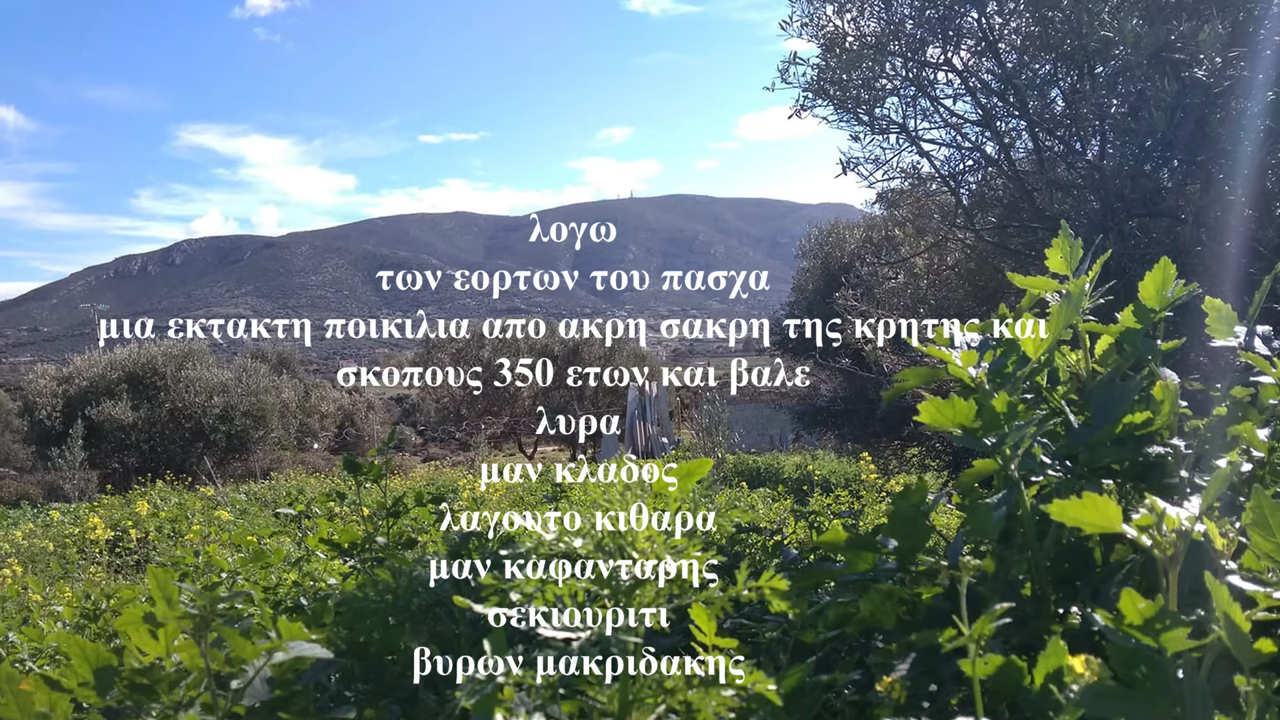 λογω
των εορτων του πασχα
μια εκτακτη ποικιλια απο ακρη σακρη της κρητης και
σκοπους 350 ετων και βαλε
λυρα
μαν κλαδος
λαγουτο κιθαρα
μαν καφανταρης
σεκιουριτι
βυρων μακριδακης